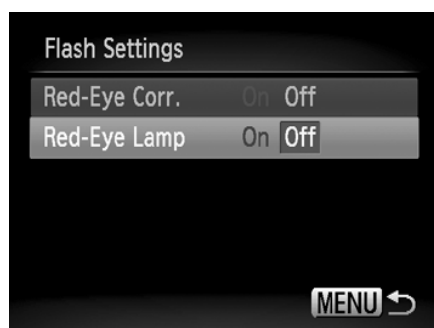 Flash Settings
Red-Eye Corr. On Off
Red-Eye Lamp On Off
MENU